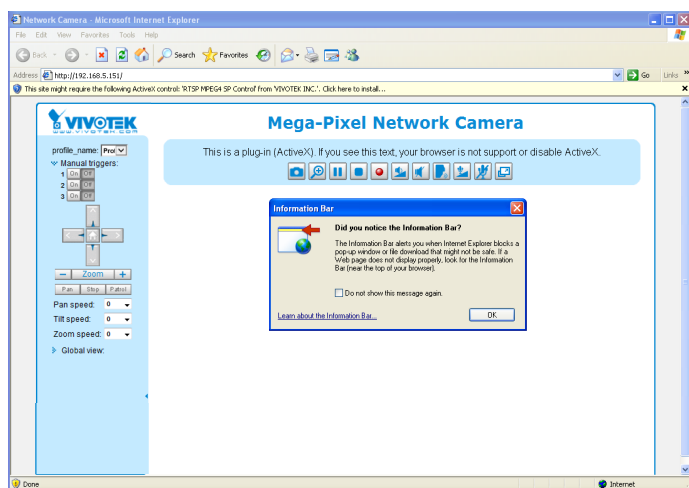 Network Camera - Microsoft Internet Explorer
File Edit View Favorites Tools Help
Back Search Favorites
Address http://192.168.5.151/ Go Links »
This site might require the following ActiveX control: 'RTSP MPEG4 SP Control' from 'VIVOTEK INC.'. Click here to install...
VIVOTEK
www.vivotek.com
Mega-Pixel Network Camera
profile_name: Pro
This is a plug-in (ActiveX). If you see this text, your browser is not support or disable ActiveX.
Manual triggers:
1 On Off
2 On Off
3 On Off
Information Bar
Did you notice the Information Bar?
The Information Bar alerts you when Internet Explorer blocks a
pop-up window or file download that might not be safe. If a
Web page does not display properly, look for the Information
Bar (near the top of your browser).
Do not show this message again.
Learn about the Information Bar...
OK
− Zoom +
Pan Stop Patrol
Pan speed: 0
Tilt speed: 0
Zoom speed: 0
Global view:
Done
Internet